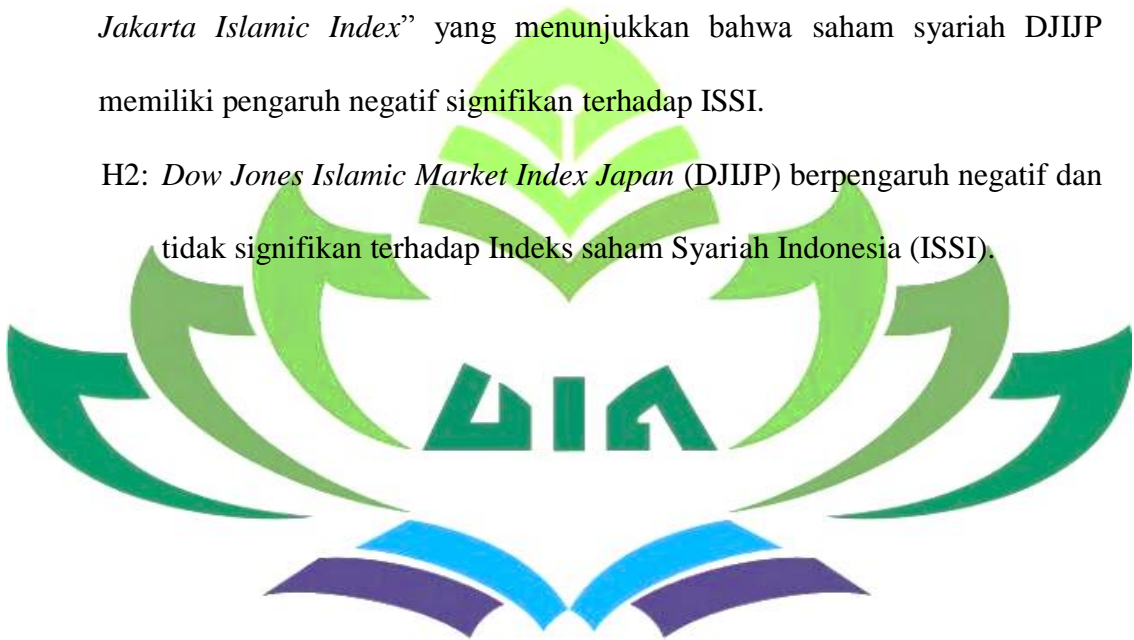 Jakarta Islamic Index” yang menunjukkan bahwa saham syariah DJIJP
memiliki pengaruh negatif signifikan terhadap ISSI.
H2: Dow Jones Islamic Market Index Japan (DJIJP) berpengaruh negatif dan
tidak signifikan terhadap Indeks saham Syariah Indonesia (ISSI).
UIN